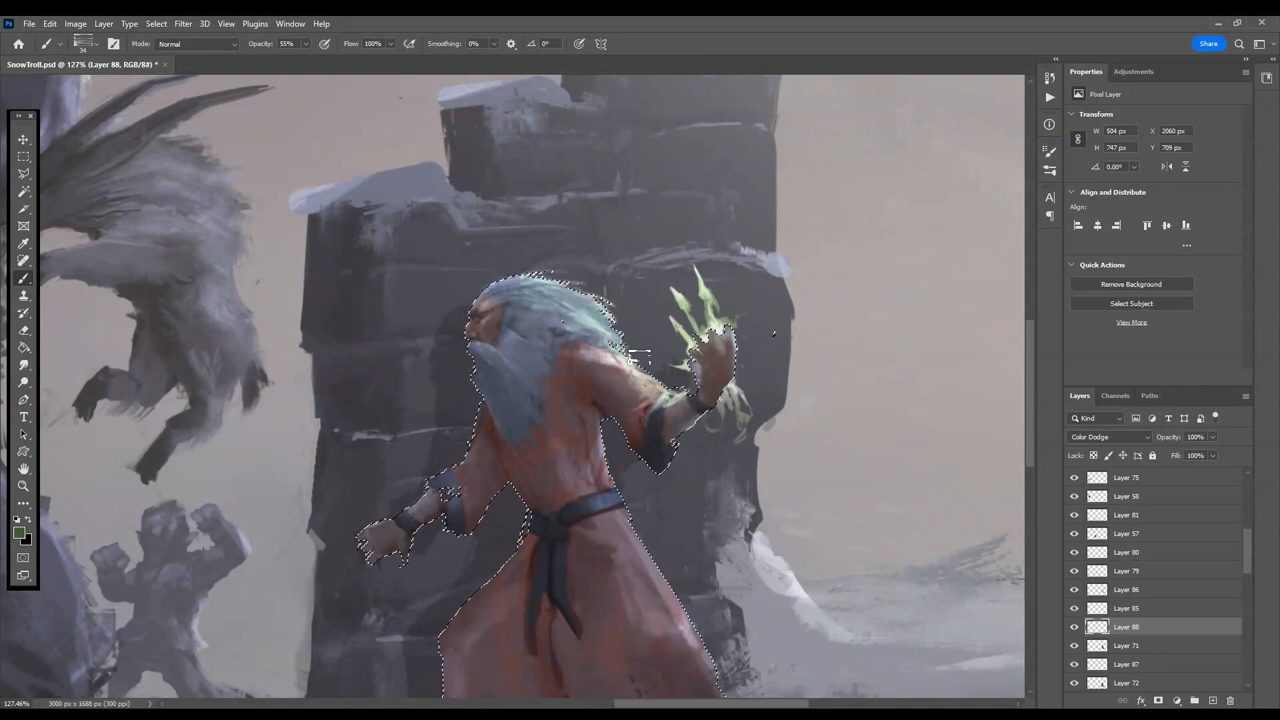 Ps File Edit Image Layer Type Select Filter 3D View Plugins Window Help
34 Mode: Normal Opacity: 55% Flow: 100% Smoothing: 0% 0° Share
SnowTroll.psd @ 127% (Layer 88, RGB/8#) *
Properties Adjustments
Pixel Layer
Transform
W 504 px X 2060 px
H 747 px Y 709 px
0.00°
Align and Distribute
Align:
Quick Actions
Remove Background
Select Subject
View More
Layers Channels Paths
Kind
Color Dodge Opacity: 100%
Lock: Fill: 100%
Layer 75
Layer 58
Layer 81
Layer 57
Layer 80
Layer 79
Layer 86
Layer 85
Layer 88
Layer 71
Layer 87
Layer 72
127.46% 3000 px x 1688 px (300 ppi)